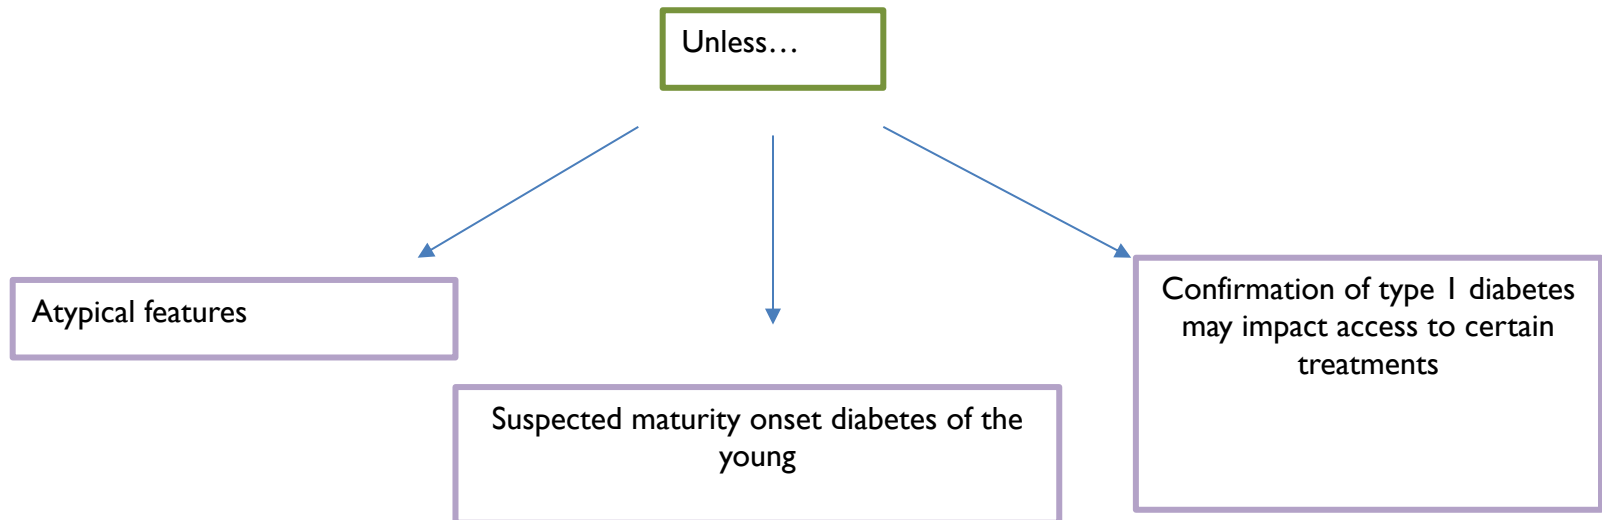 Unless…
Atypical features
Suspected maturity onset diabetes of the
young
Confirmation of type 1 diabetes
may impact access to certain
treatments